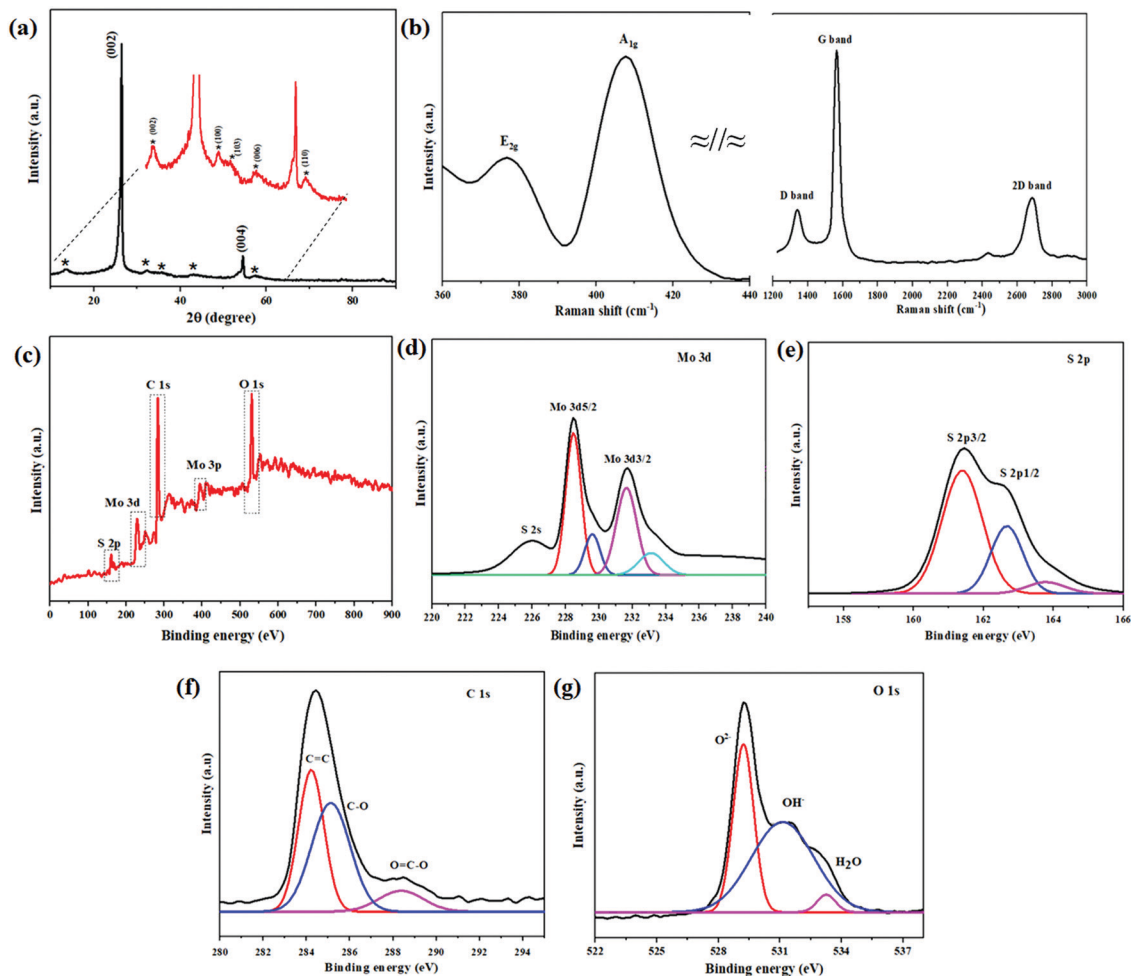 (a)
(002)
(002)
(100)
(103)
(006)
(110)
(004)
* * * * *
Intensity (a.u.)
20 40 60 80
2θ (degree)
(b)
E2g
A1g
≈//≈
D band
G band
2D band
Intensity (a.u.)
360 380 400 420 440
Raman shift (cm-1)
1200 1400 1600 1800 2000 2200 2400 2600 2800 3000
Raman shift (cm-1)
(c)
C 1s
O 1s
Mo 3p
Mo 3d
S 2p
Intensity (a.u.)
0 100 200 300 400 500 600 700 800 900
Binding energy (eV)
(d)
Mo 3d
Mo 3d5/2
Mo 3d3/2
S 2s
Intensity (a.u.)
220 222 224 226 228 230 232 234 236 238 240
Binding energy (eV)
(e)
S 2p
S 2p3/2
S 2p1/2
Intensity (a.u.)
158 160 162 164 166
Binding energy (eV)
(f)
C 1s
C=C
C-O
O=C-O
Intensity (a.u)
280 282 284 286 288 290 292 294
Binding energy (eV)
(g)
O 1s
O2-
OH-
H2O
Intensity (a.u.)
522 525 528 531 534 537
Binding energy (eV)